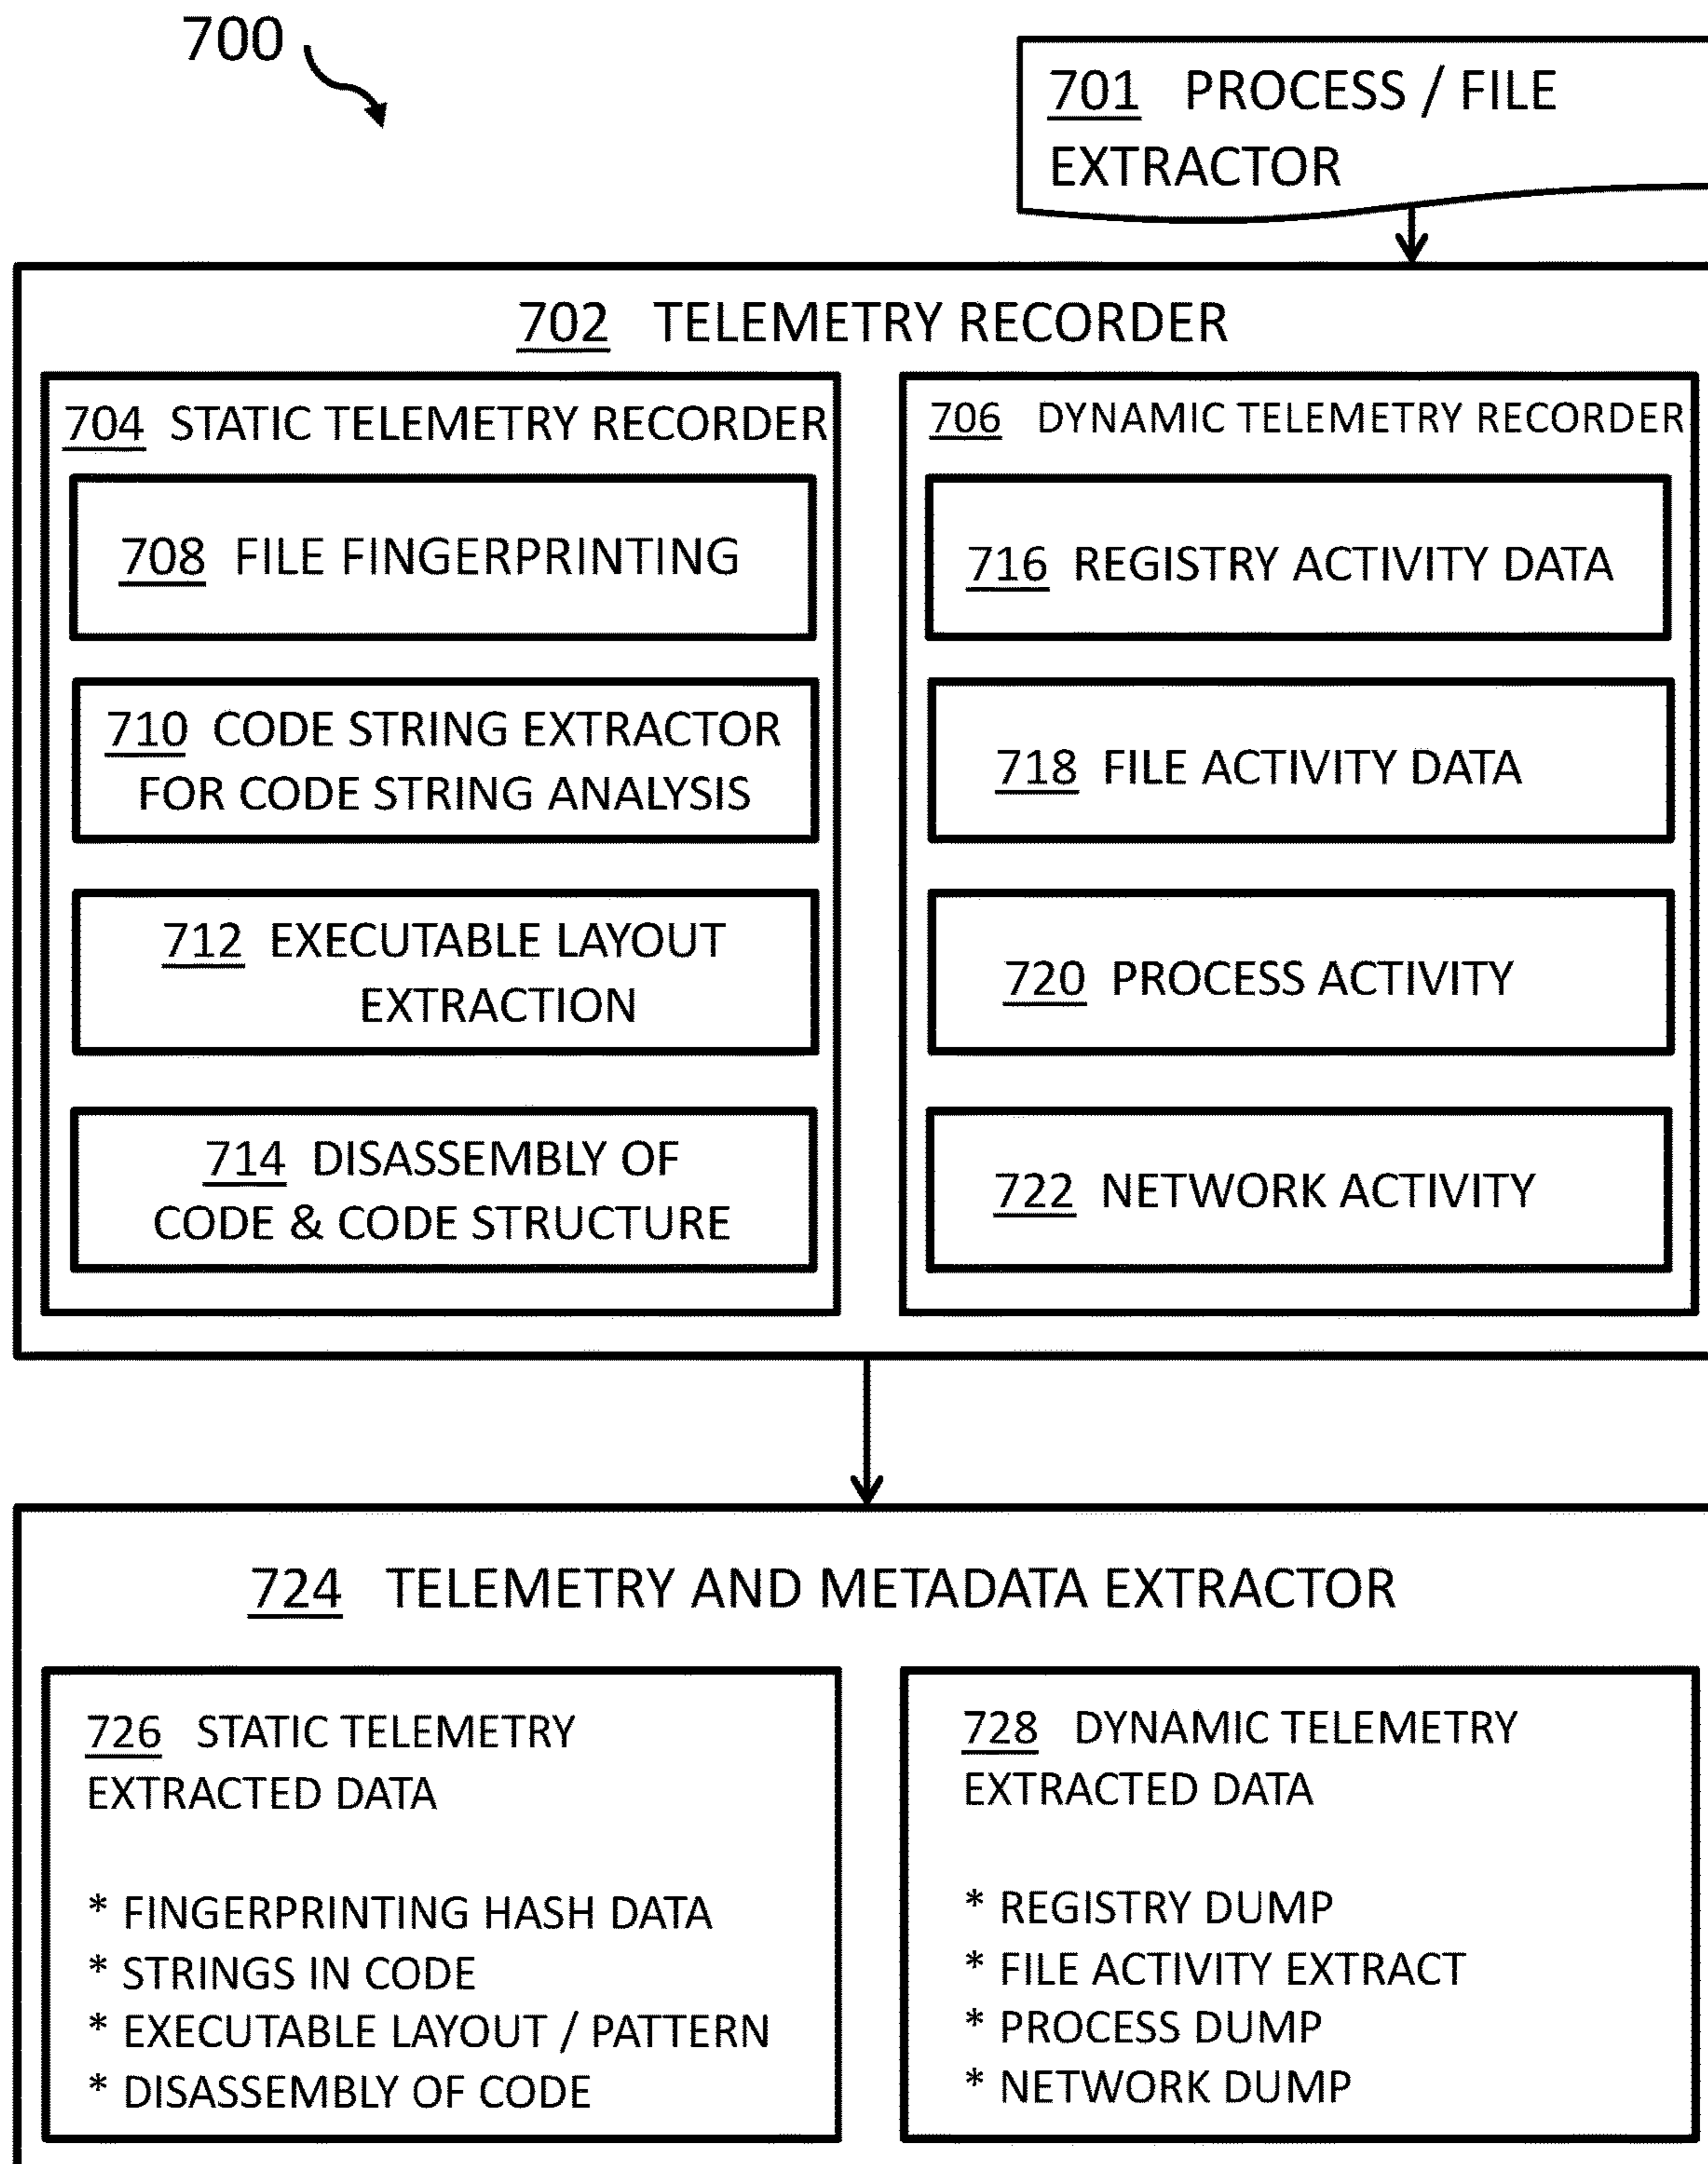 700
701 PROCESS / FILE
EXTRACTOR
702 TELEMETRY RECORDER
704 STATIC TELEMETRY RECORDER
708 FILE FINGERPRINTING
710 CODE STRING EXTRACTOR
FOR CODE STRING ANALYSIS
712 EXECUTABLE LAYOUT
EXTRACTION
714 DISASSEMBLY OF
CODE & CODE STRUCTURE
706 DYNAMIC TELEMETRY RECORDER
716 REGISTRY ACTIVITY DATA
718 FILE ACTIVITY DATA
720 PROCESS ACTIVITY
722 NETWORK ACTIVITY
724 TELEMETRY AND METADATA EXTRACTOR
726 STATIC TELEMETRY
EXTRACTED DATA
* FINGERPRINTING HASH DATA
* STRINGS IN CODE
* EXECUTABLE LAYOUT / PATTERN
* DISASSEMBLY OF CODE
728 DYNAMIC TELEMETRY
EXTRACTED DATA
* REGISTRY DUMP
* FILE ACTIVITY EXTRACT
* PROCESS DUMP
* NETWORK DUMP